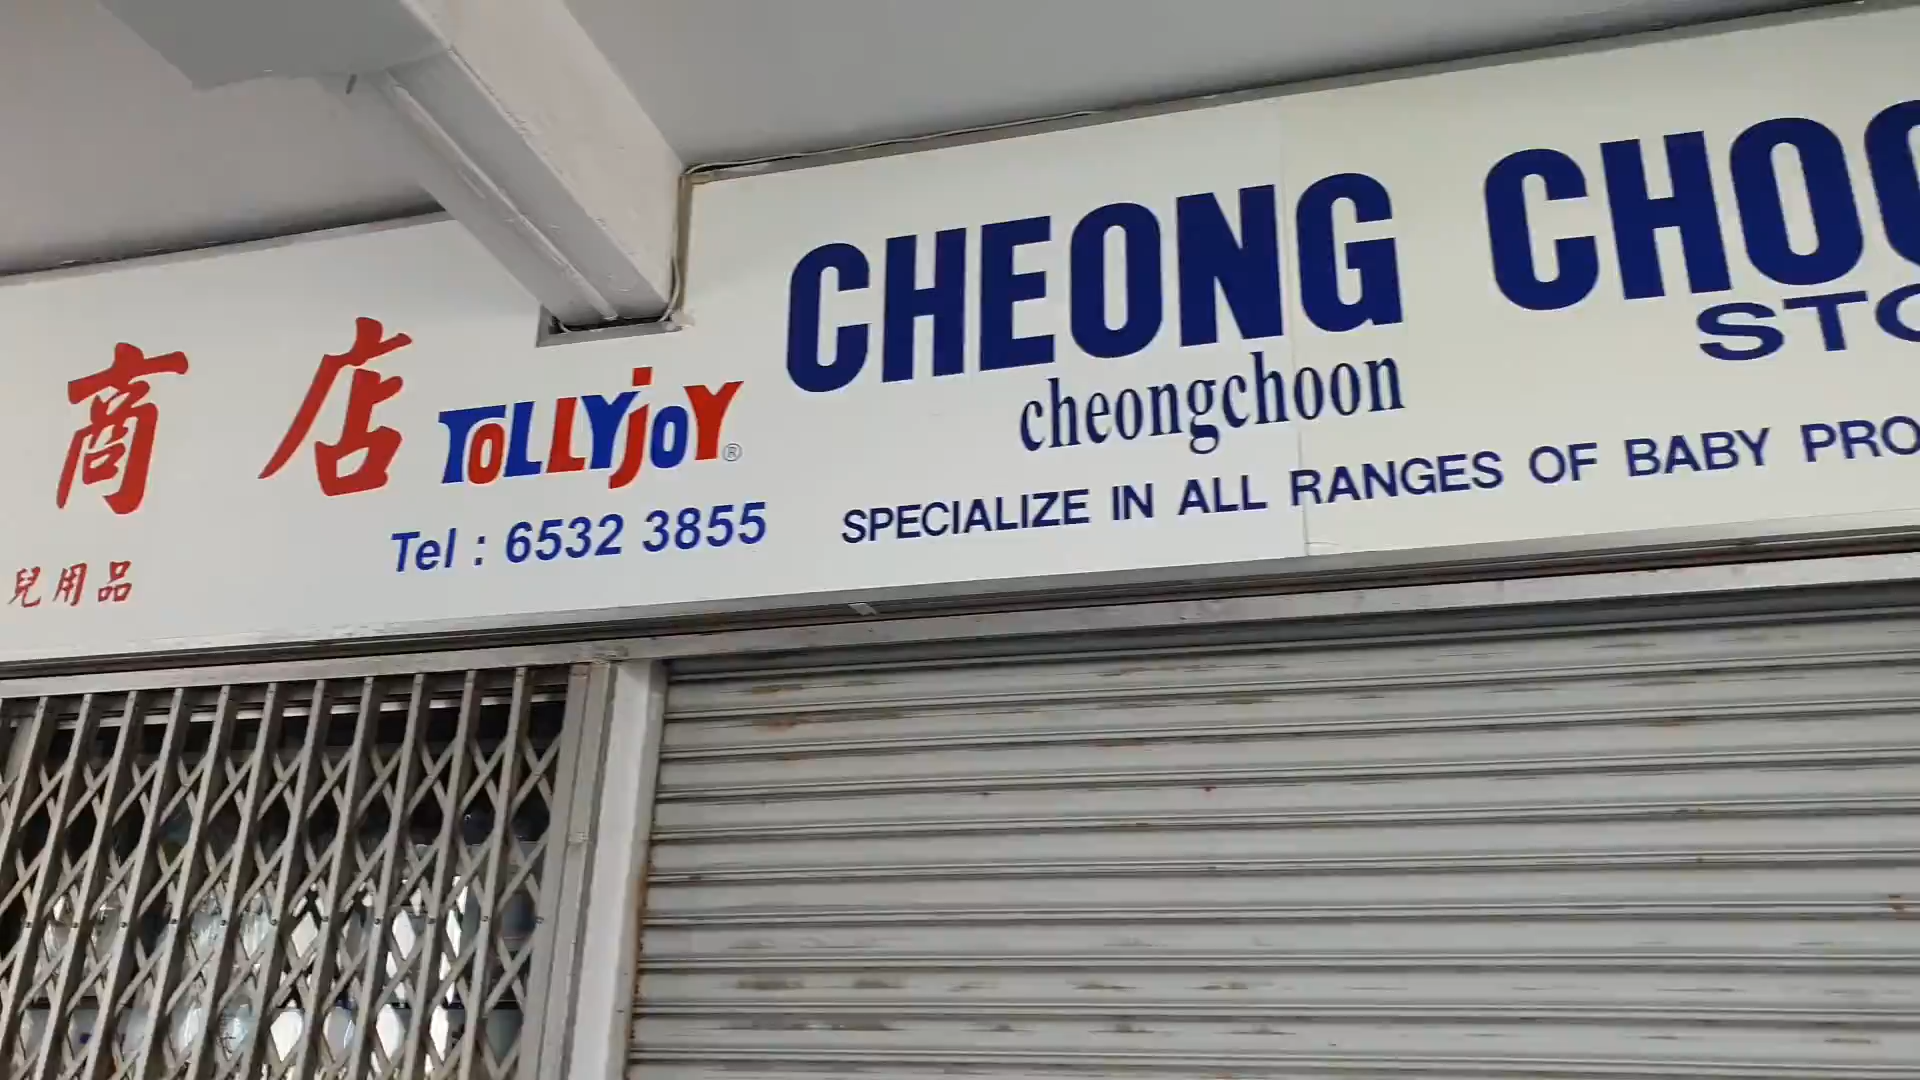 商店
兒用品
TOLLYJOY®
Tel : 6532 3855
CHEONG CHOO
cheongchoon
STO
SPECIALIZE IN ALL RANGES OF BABY PRO